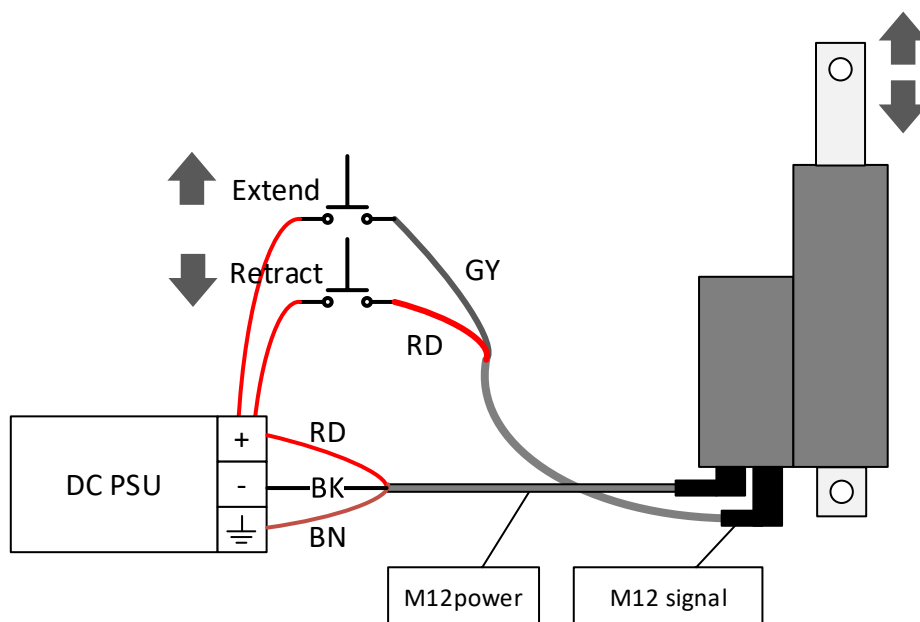 Extend
Retract
GY
RD
DC PSU
+
-
RD
BK
BN
M12power
M12 signal